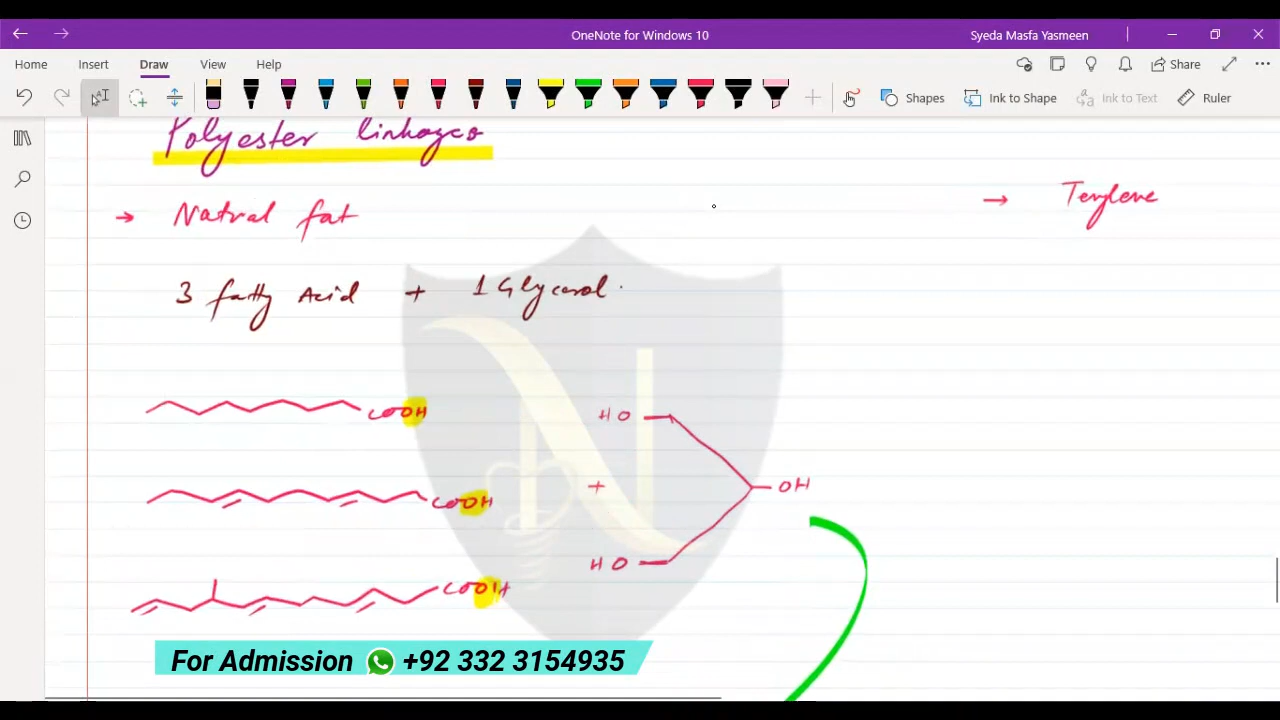 OneNote for Windows 10
Syeda Masfa Yasmeen
Home Insert Draw View Help
Share
Shapes Ink to Shape Ink to Text Ruler
Polyester linkages
→ Natral fat
→ Terylene
3 fatty Acid + 1 Glycerol.
COOH
HO
COOH
+
OH
HO
COOH
For Admission +92 332 3154935